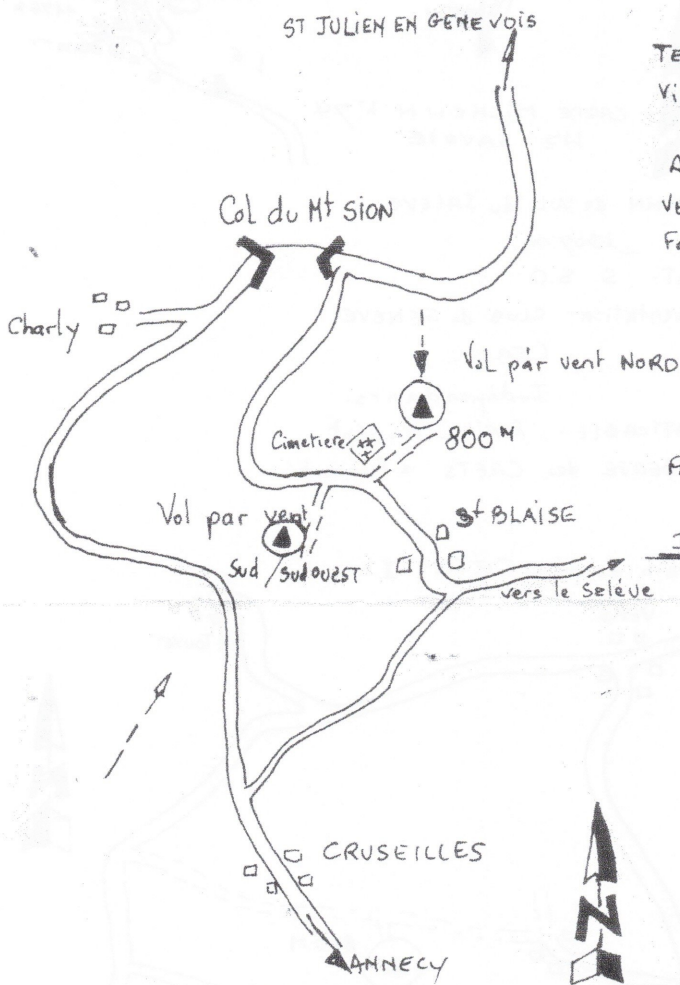 ST JULIEN EN GENEVOIS
Col du Mt SION
Charly
Vol par vent NORD
800 M
Cimetiere
Vol par vent
Sud / Sud OUEST
St BLAISE
vers le Seléve
CRUSEILLES
N
ANNECY